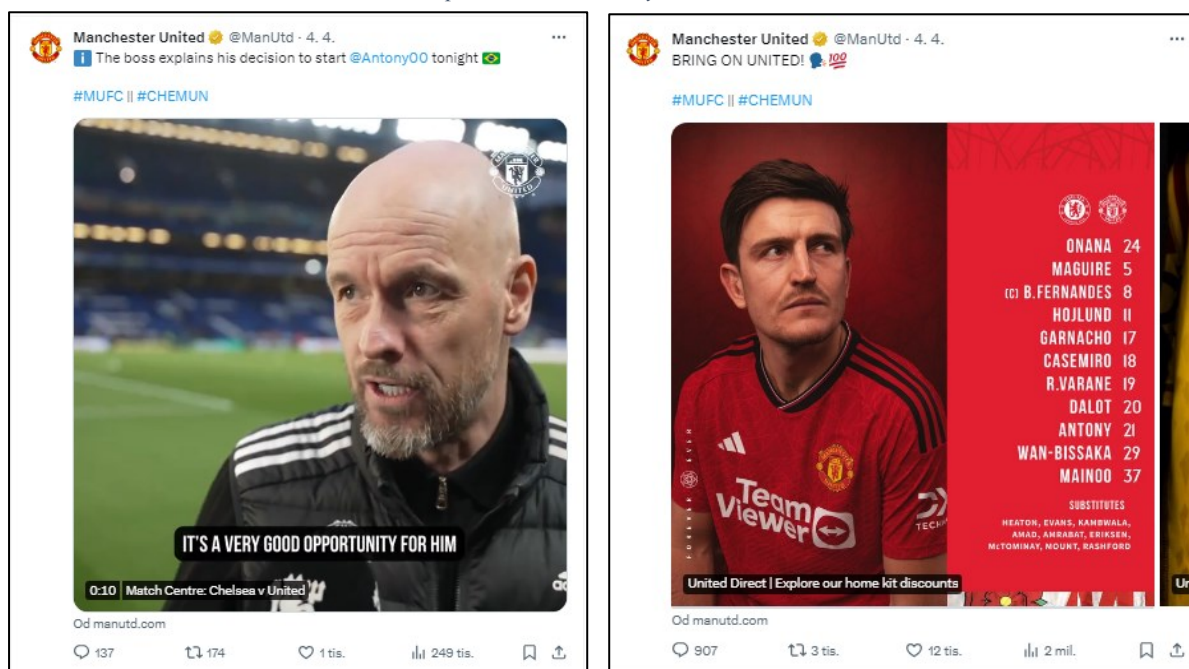 Manchester United @ManUtd · 4. 4.
The boss explains his decision to start @Antony00 tonight
#MUFC || #CHEMUN
MANCHESTER
UNITED
IT'S A VERY GOOD OPPORTUNITY FOR HIM
0:10 Match Centre: Chelsea v United
Od manutd.com
137 174 1 tis. 249 tis.
Manchester United @ManUtd · 4. 4.
BRING ON UNITED! 🗣️💯
#MUFC || #CHEMUN
ONANA 24
MAGUIRE 5
(C) B.FERNANDES 8
HOJLUND 11
GARNACHO 17
CASEMIRO 18
R.VARANE 19
DALOT 20
ANTONY 21
WAN-BISSAKA 29
MAINOO 37
SUBSTITUTES
HEATON, EVANS, KAMBWALA,
AMAD, AMRABAT, ERIKSEN,
McTOMINAY, MOUNT, RASHFORD
Team
Viewer
United Direct | Explore our home kit discounts
Od manutd.com
907 3 tis. 12 tis. 2 mil.